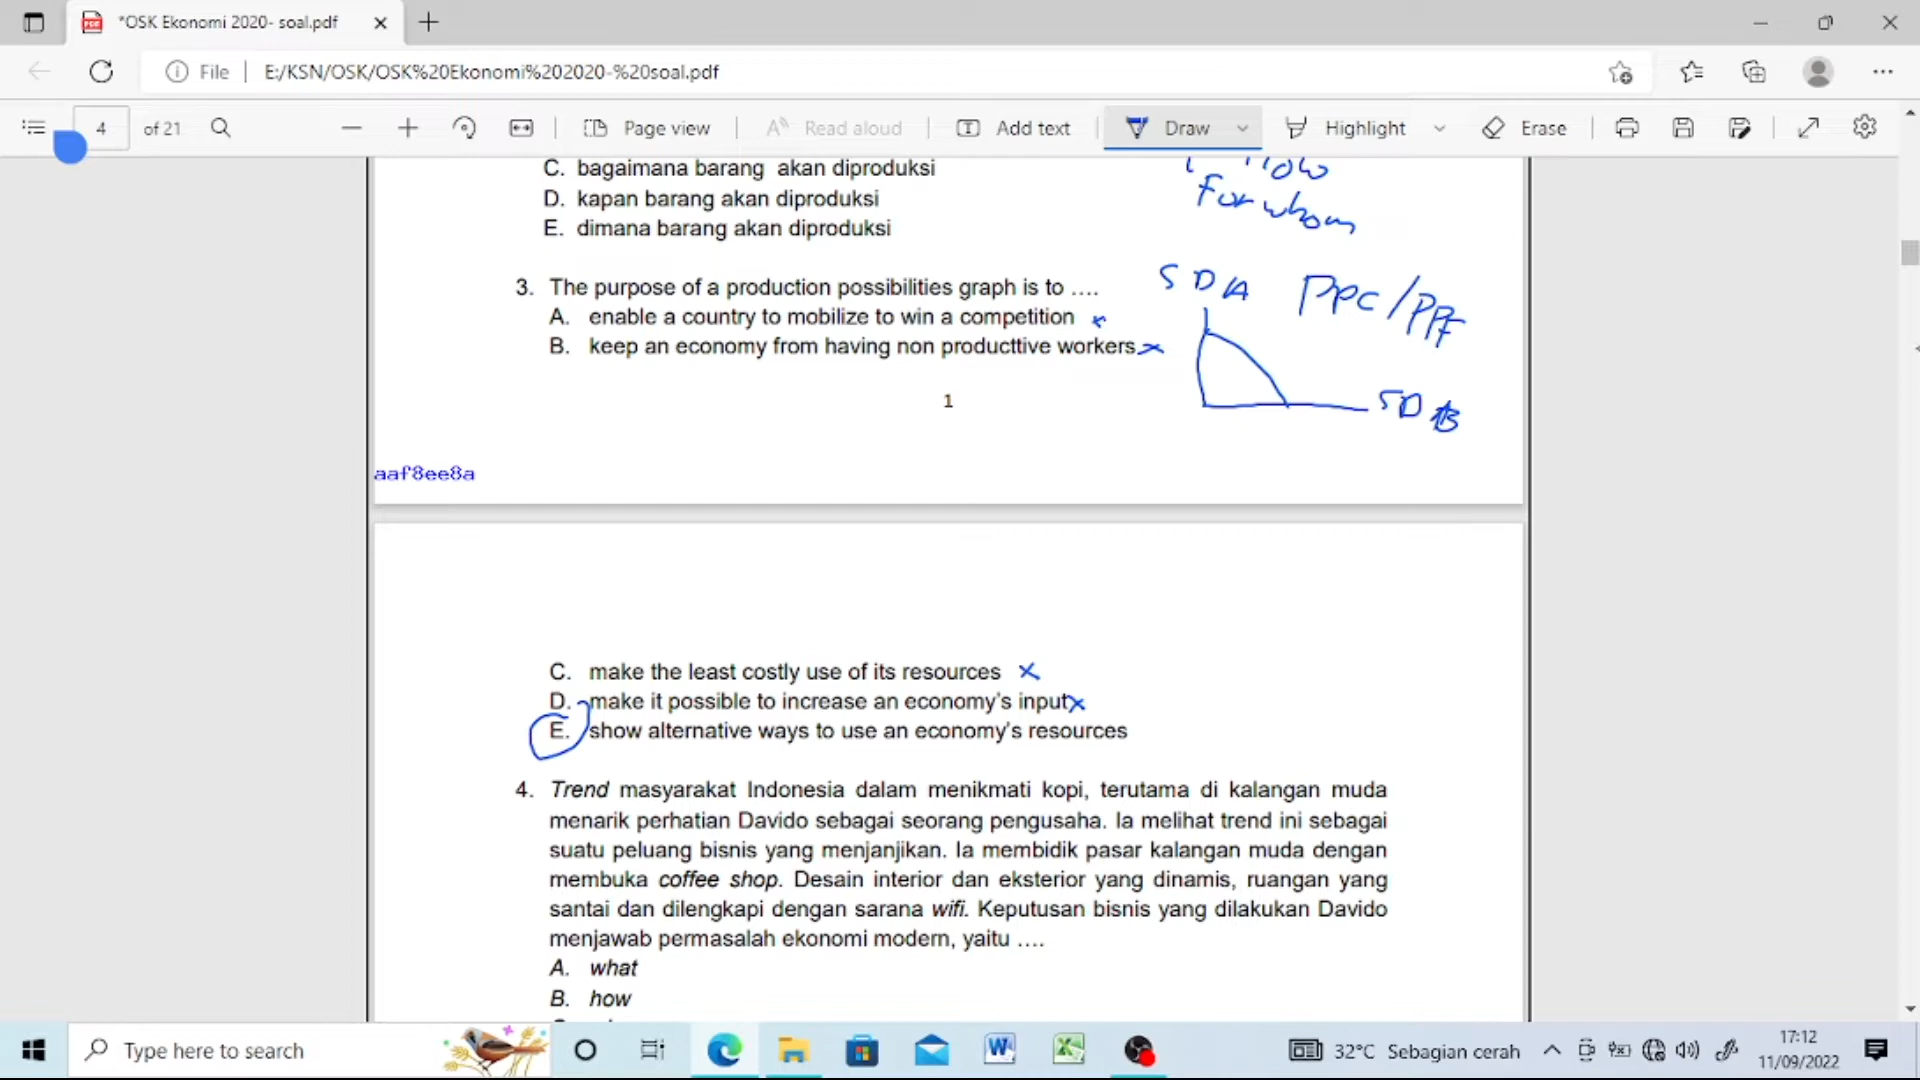 *OSK Ekonomi 2020- soal.pdf
File
E:/KSN/OSK/OSK%20Ekonomi%202020-%20soal.pdf
4 of 21
Page view
Read aloud
Add text
Draw
Highlight
Erase
C. bagaimana barang akan diproduksi
D. kapan barang akan diproduksi
E. dimana barang akan diproduksi
How
For whom
3. The purpose of a production possibilities graph is to ....
A. enable a country to mobilize to win a competition
B. keep an economy from having non producttive workers
SDA
PPC/PPF
SDB
1
aaf8ee8a
C. make the least costly use of its resources
D. make it possible to increase an economy's input
E. show alternative ways to use an economy's resources
4. Trend masyarakat Indonesia dalam menikmati kopi, terutama di kalangan muda
menarik perhatian Davido sebagai seorang pengusaha. Ia melihat trend ini sebagai
suatu peluang bisnis yang menjanjikan. Ia membidik pasar kalangan muda dengan
membuka coffee shop. Desain interior dan eksterior yang dinamis, ruangan yang
santai dan dilengkapi dengan sarana wifi. Keputusan bisnis yang dilakukan Davido
menjawab permasalah ekonomi modern, yaitu ....
A. what
B. how
Type here to search
32°C Sebagian cerah
17:12
11/09/2022